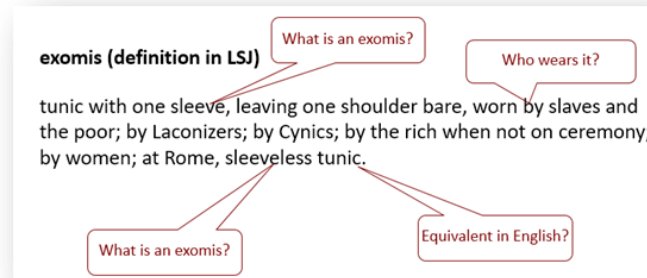 What is an exomis?
exomis (definition in LSJ)
Who wears it?
tunic with one sleeve, leaving one shoulder bare, worn by slaves and
the poor; by Laconizers; by Cynics; by the rich when not on ceremony;
by women; at Rome, sleeveless tunic.
Equivalent in English?
What is an exomis?